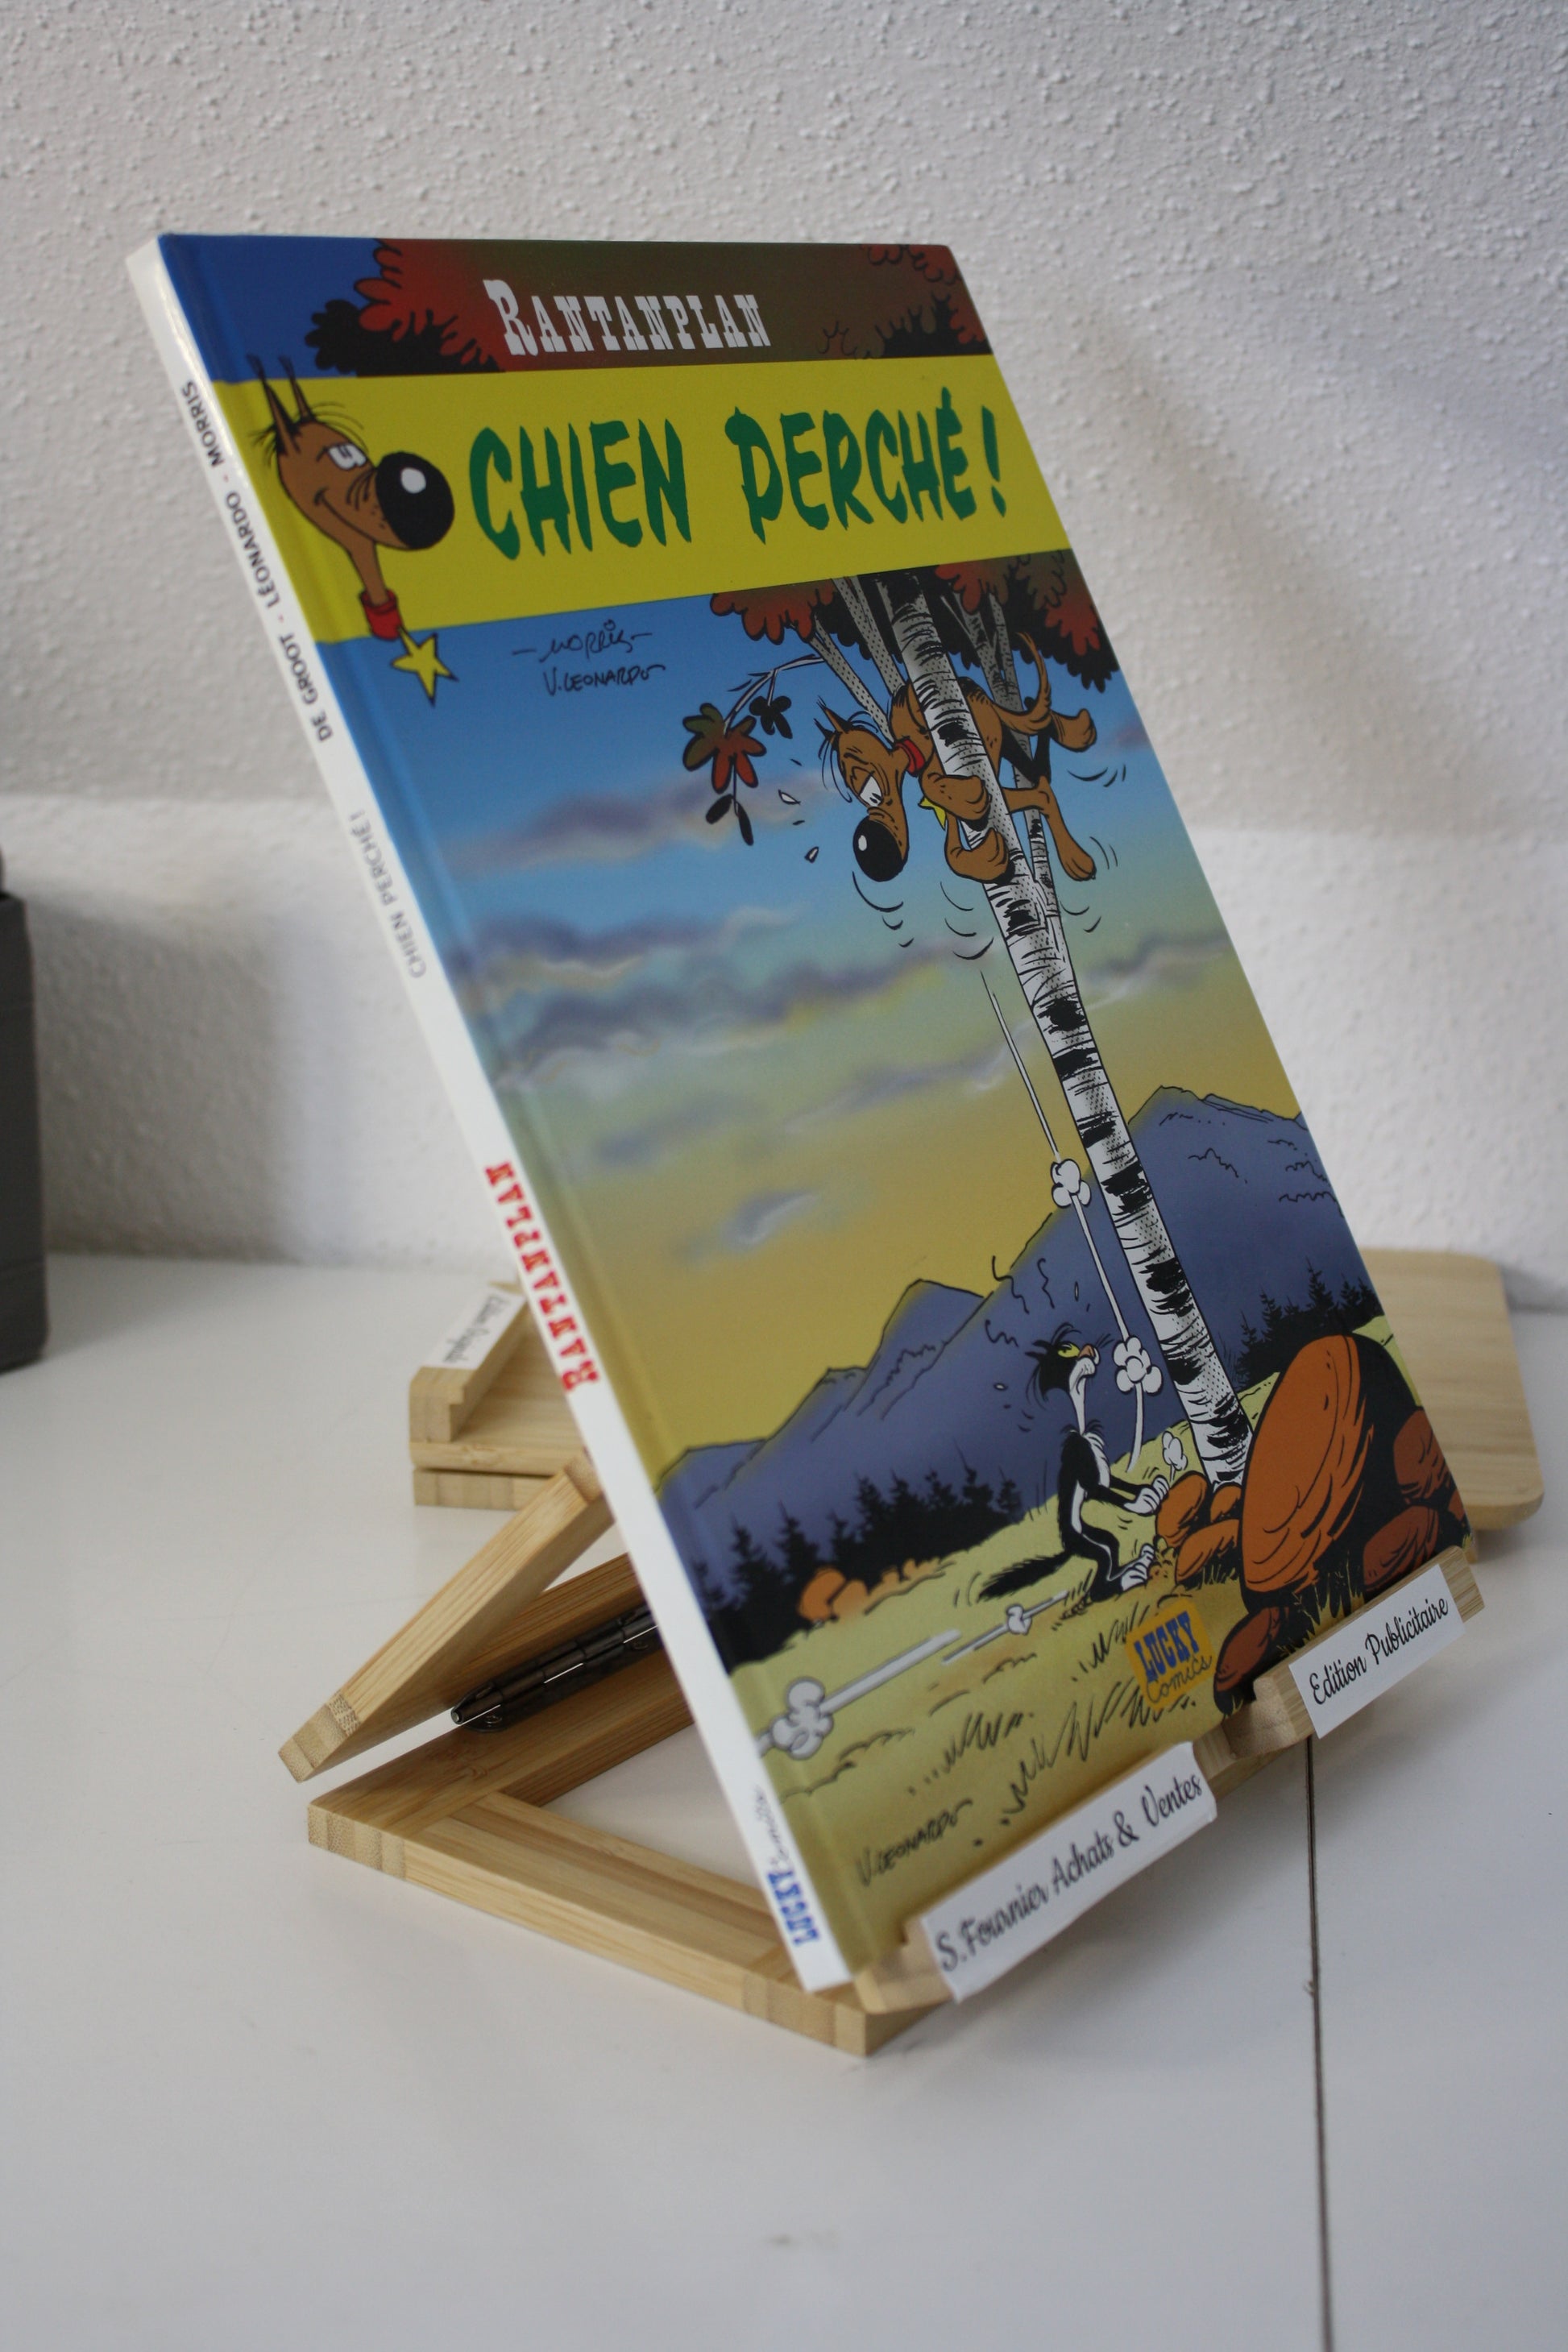 RANTANPLAN
CHIEN PERCHÉ!
-MORRIS-
V.LEONARDO
DE GROOT - LÉONARDO - MORRIS
CHIEN PERCHÉ!
RANTANPLAN
LUCKY
LUCKY
Comics
V.LEONARDO
S.Fournier Achats & Ventes
Edition Publicitaire